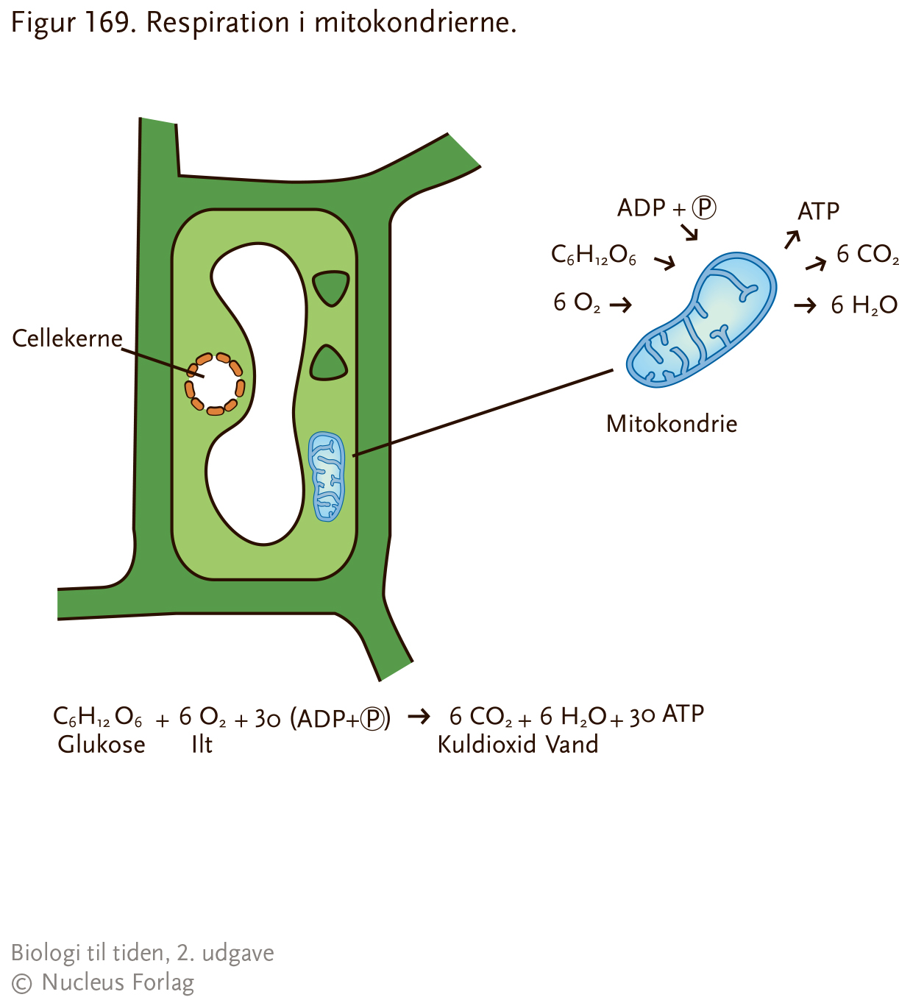 Figur 169. Respiration i mitokondrierne.
ADP + Ⓟ
ATP
C₆H₁₂O₆
6 CO₂
6 O₂
6 H₂O
Cellekerne
Mitokondrie
C₆H₁₂O₆ + 6 O₂ + 30 (ADP+Ⓟ) → 6 CO₂ + 6 H₂O + 30 ATP
Glukose Ilt Kuldioxid Vand
Biologi til tiden, 2. udgave
© Nucleus Forlag